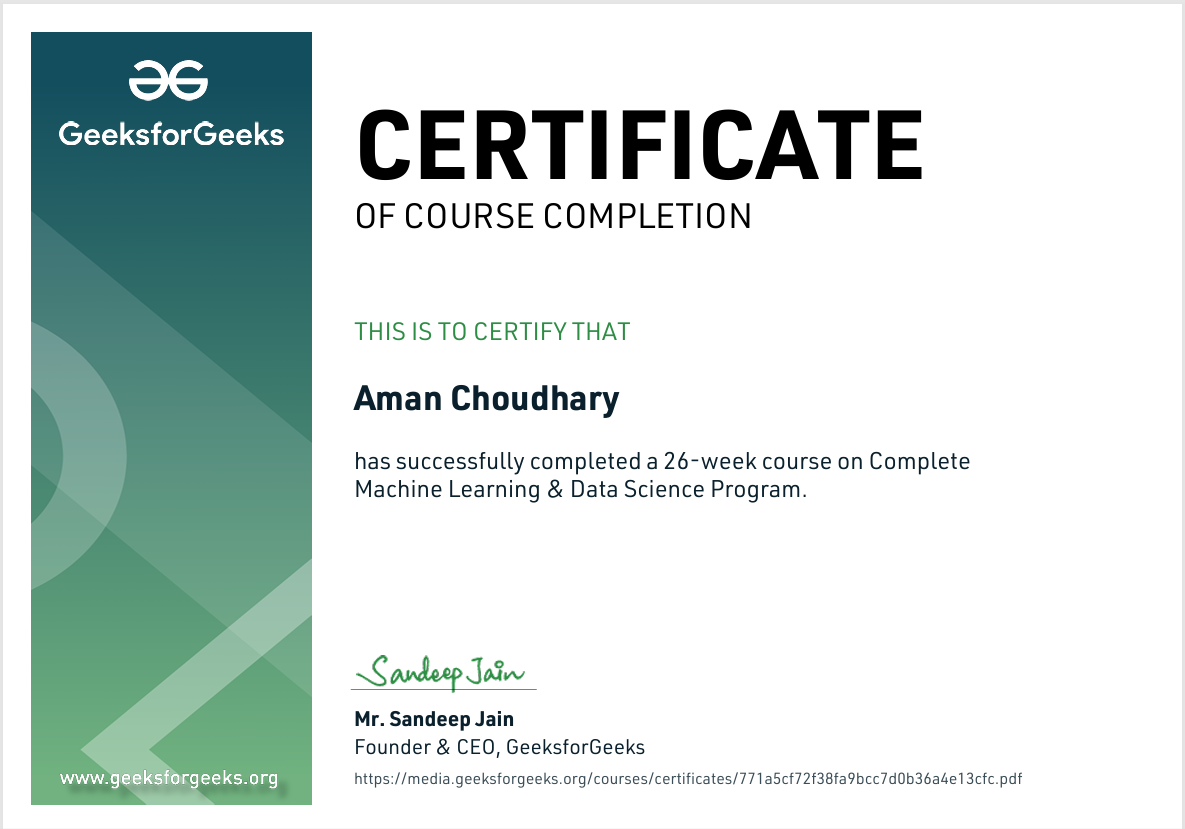 GeeksforGeeks
CERTIFICATE
OF COURSE COMPLETION
THIS IS TO CERTIFY THAT
Aman Choudhary
has successfully completed a 26-week course on Complete
Machine Learning & Data Science Program.
Sandeep Jain
Mr. Sandeep Jain
Founder & CEO, GeeksforGeeks
https://media.geeksforgeeks.org/courses/certificates/771a5cf72f38fa9bcc7d0b36a4e13cfc.pdf
www.geeksforgeeks.org